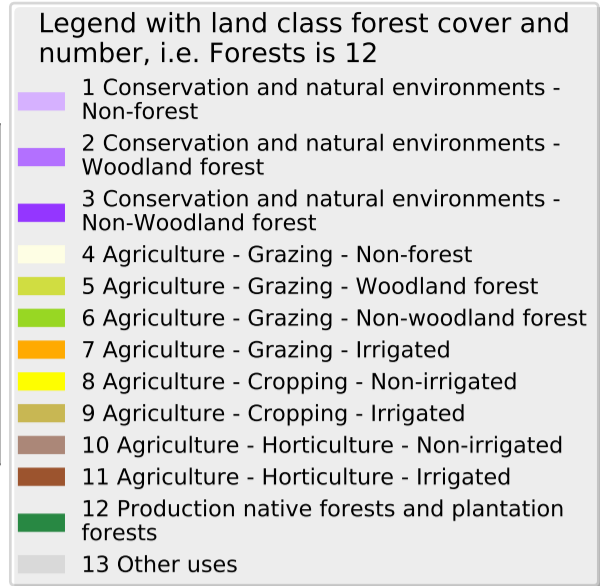 Legend with land class forest cover and
number, i.e. Forests is 12
1 Conservation and natural environments -
Non-forest
2 Conservation and natural environments -
Woodland forest
3 Conservation and natural environments -
Non-Woodland forest
4 Agriculture - Grazing - Non-forest
5 Agriculture - Grazing - Woodland forest
6 Agriculture - Grazing - Non-woodland forest
7 Agriculture - Grazing - Irrigated
8 Agriculture - Cropping - Non-irrigated
9 Agriculture - Cropping - Irrigated
10 Agriculture - Horticulture - Non-irrigated
11 Agriculture - Horticulture - Irrigated
12 Production native forests and plantation
forests
13 Other uses